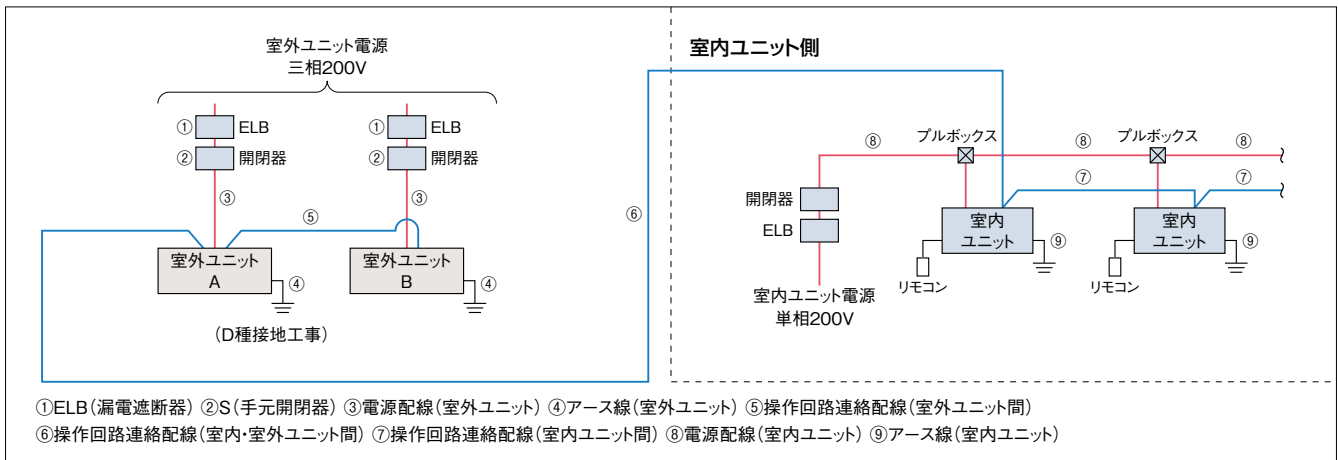 室外ユニット電源
三相200V
① ELB
② 開閉器
③
① ELB
② 開閉器
③
⑤
室外ユニット
A
④
室外ユニット
B
④
(D種接地工事)
⑥
室内ユニット側
⑧
プルボックス
⑧
プルボックス
⑧
⑦
⑦
開閉器
ELB
室内ユニット電源
単相200V
室内
ユニット
⑨
リモコン
室内
ユニット
⑨
リモコン
①ELB(漏電遮断器) ②S(手元開閉器) ③電源配線(室外ユニット) ④アース線(室外ユニット) ⑤操作回路連絡配線(室外ユニット間)
⑥操作回路連絡配線(室内・室外ユニット間) ⑦操作回路連絡配線(室内ユニット間) ⑧電源配線(室内ユニット) ⑨アース線(室内ユニット)